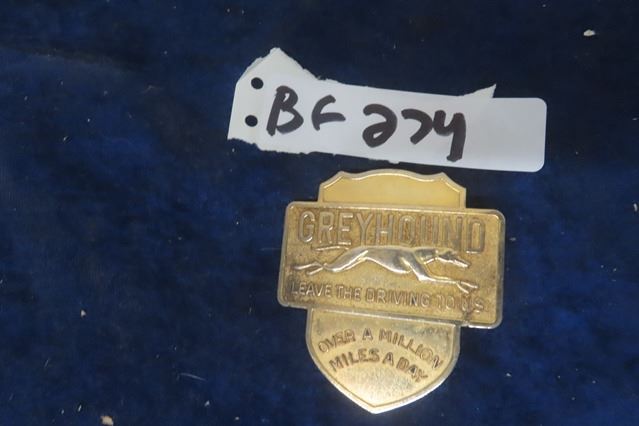 BF 274
GREYHOUND
LEAVE THE DRIVING TO US
OVER A MILLION
MILES A DAY